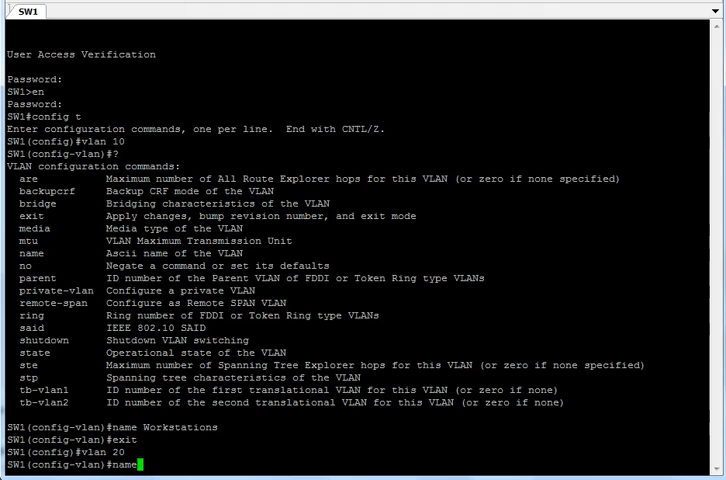 SW1
User Access Verification
Password:
SW1>en
Password:
SW1#config t
Enter configuration commands, one per line.  End with CNTL/Z.
SW1(config)#vlan 10
SW1(config-vlan)#?
VLAN configuration commands:
  are          Maximum number of All Route Explorer hops for this VLAN (or zero if none specified)
  backupcrf    Backup CRF mode of the VLAN
  bridge       Bridging characteristics of the VLAN
  exit         Apply changes, bump revision number, and exit mode
  media        Media type of the VLAN
  mtu          VLAN Maximum Transmission Unit
  name         Ascii name of the VLAN
  no           Negate a command or set its defaults
  parent       ID number of the Parent VLAN of FDDI or Token Ring type VLANs
  private-vlan Configure a private VLAN
  remote-span  Configure as Remote SPAN VLAN
  ring         Ring number of FDDI or Token Ring type VLANs
  said         IEEE 802.10 SAID
  shutdown     Shutdown VLAN switching
  state        Operational state of the VLAN
  ste          Maximum number of Spanning Tree Explorer hops for this VLAN (or zero if none specified)
  stp          Spanning tree characteristics of the VLAN
  tb-vlan1     ID number of the first translational VLAN for this VLAN (or zero if none)
  tb-vlan2     ID number of the second translational VLAN for this VLAN (or zero if none)
SW1(config-vlan)#name Workstations
SW1(config-vlan)#exit
SW1(config)#vlan 20
SW1(config-vlan)#name